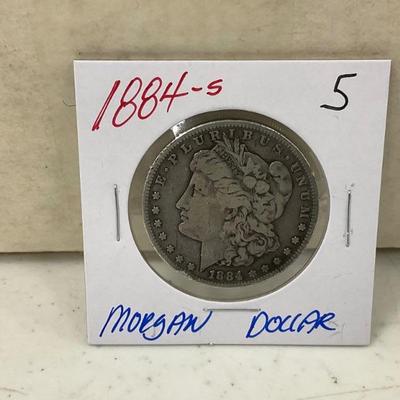 1884-S
5
E·PLURIBUS·UNUM
1884
MORGAN DOLLAR